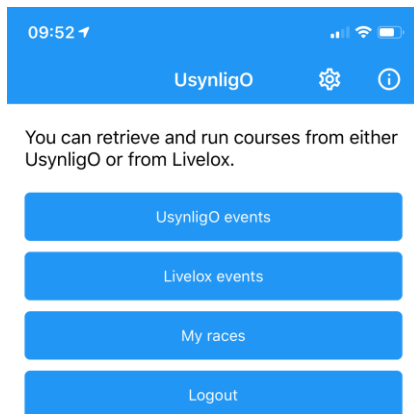 09:52
UsynligO
You can retrieve and run courses from either
UsynligO or from Livelox.
UsynligO events
Livelox events
My races
Logout